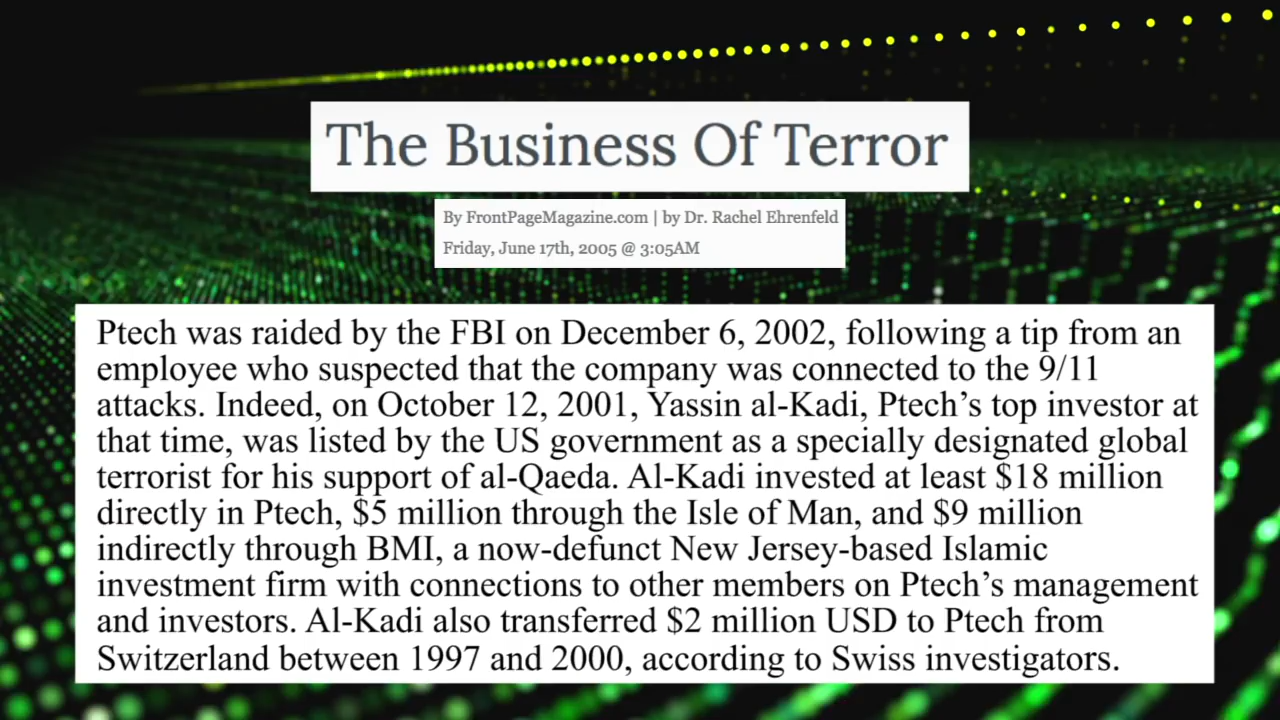 The Business Of Terror
By FrontPageMagazine.com | by Dr. Rachel Ehrenfeld
Friday, June 17th, 2005 @ 3:05AM
Ptech was raided by the FBI on December 6, 2002, following a tip from an
employee who suspected that the company was connected to the 9/11
attacks. Indeed, on October 12, 2001, Yassin al-Kadi, Ptech’s top investor at
that time, was listed by the US government as a specially designated global
terrorist for his support of al-Qaeda. Al-Kadi invested at least $18 million
directly in Ptech, $5 million through the Isle of Man, and $9 million
indirectly through BMI, a now-defunct New Jersey-based Islamic
investment firm with connections to other members on Ptech’s management
and investors. Al-Kadi also transferred $2 million USD to Ptech from
Switzerland between 1997 and 2000, according to Swiss investigators.